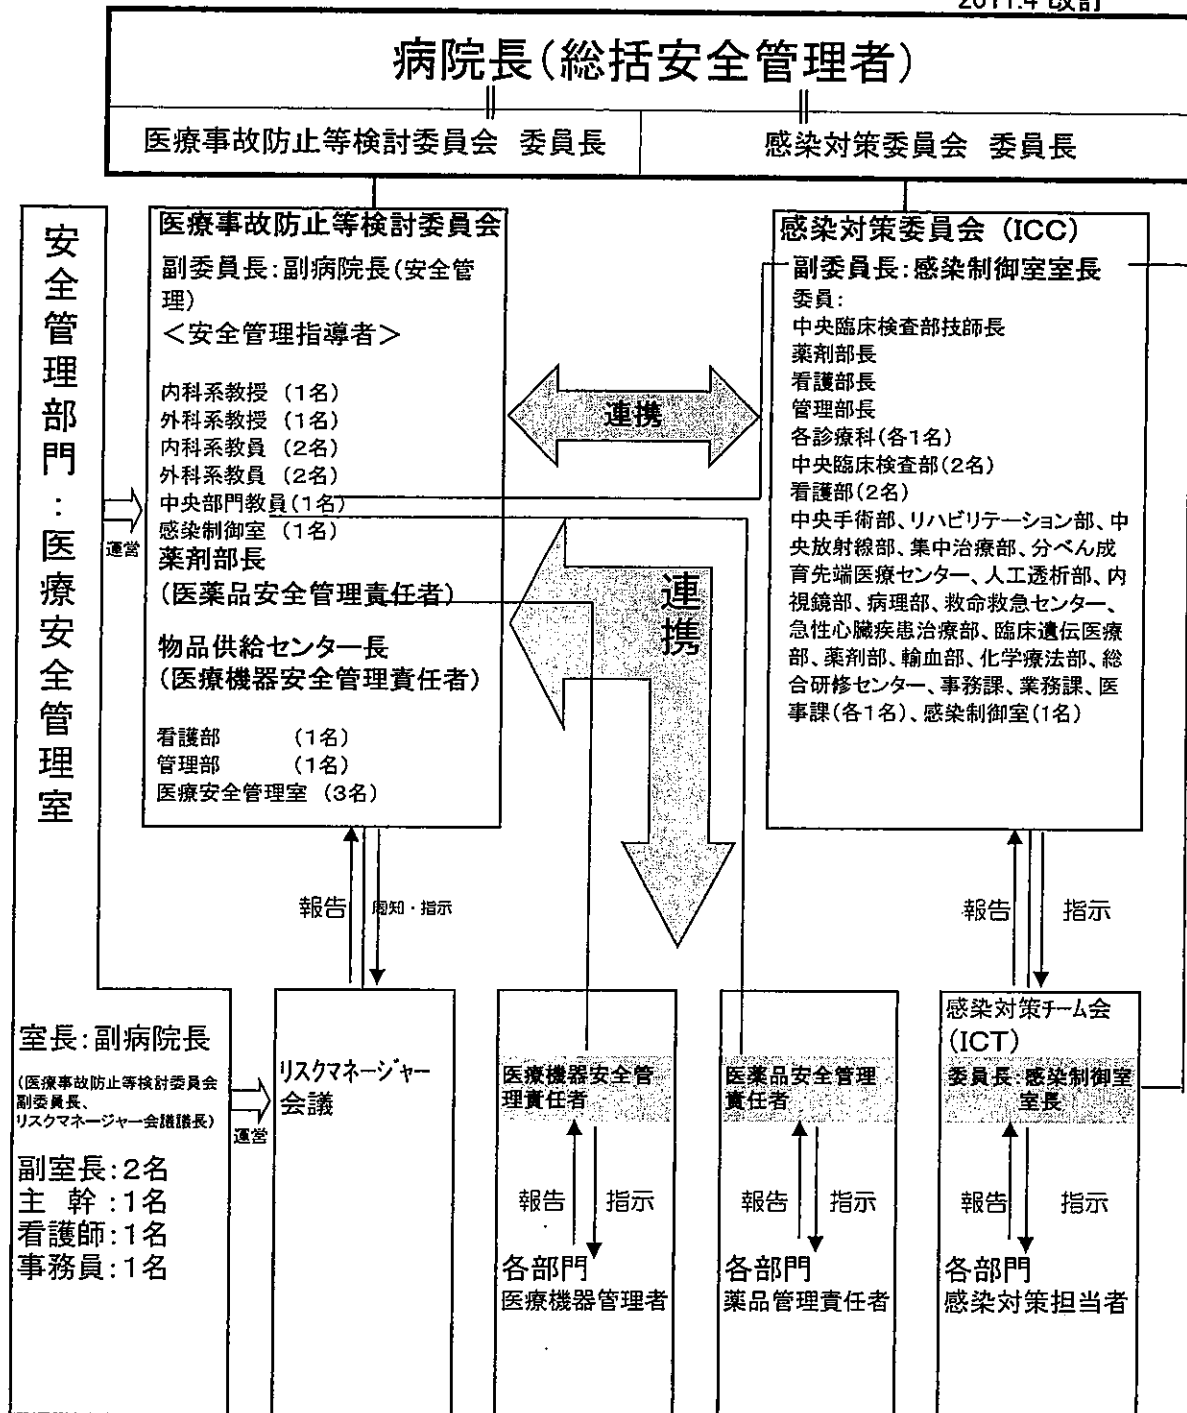 2011.4 改訂
病院長(総括安全管理者)
医療事故防止等検討委員会 委員長
感染対策委員会 委員長
安全管理部門:医療安全管理室
運営
医療事故防止等検討委員会
副委員長:副病院長(安全管
理)
<安全管理指導者>
内科系教授 (1名)
外科系教授 (1名)
内科系教員 (2名)
外科系教員 (2名)
中央部門教員(1名)
感染制御室 (1名)
薬剤部長
(医薬品安全管理責任者)
物品供給センター長
(医療機器安全管理責任者)
看護部 (1名)
管理部 (1名)
医療安全管理室 (3名)
連携
連携
感染対策委員会 (ICC)
副委員長:感染制御室室長
委員:
中央臨床検査部技師長
薬剤部長
看護部長
管理部長
各診療科(各1名)
中央臨床検査部(2名)
看護部(2名)
中央手術部、リハビリテーション部、中
央放射線部、集中治療部、分べん成
育先端医療センター、人工透析部、内
視鏡部、病理部、救命救急センター、
急性心臓疾患治療部、臨床遺伝医療
部、薬剤部、輸血部、化学療法部、総
合研修センター、事務課、業務課、医
事課(各1名)、感染制御室(1名)
報告
周知・指示
報告
指示
室長:副病院長
(医療事故防止等検討委員会
副委員長、
リスクマネージャー会議議長)
副室長:2名
主 幹:1名
看護師:1名
事務員:1名
運営
リスクマネージャー
会議
医療機器安全管
理責任者
報告
指示
各部門
医療機器管理者
医薬品安全管理
責任者
報告
指示
各部門
薬品管理責任者
感染対策チーム会
(ICT)
委員長:感染制御室
室長
報告
指示
各部門
感染対策担当者